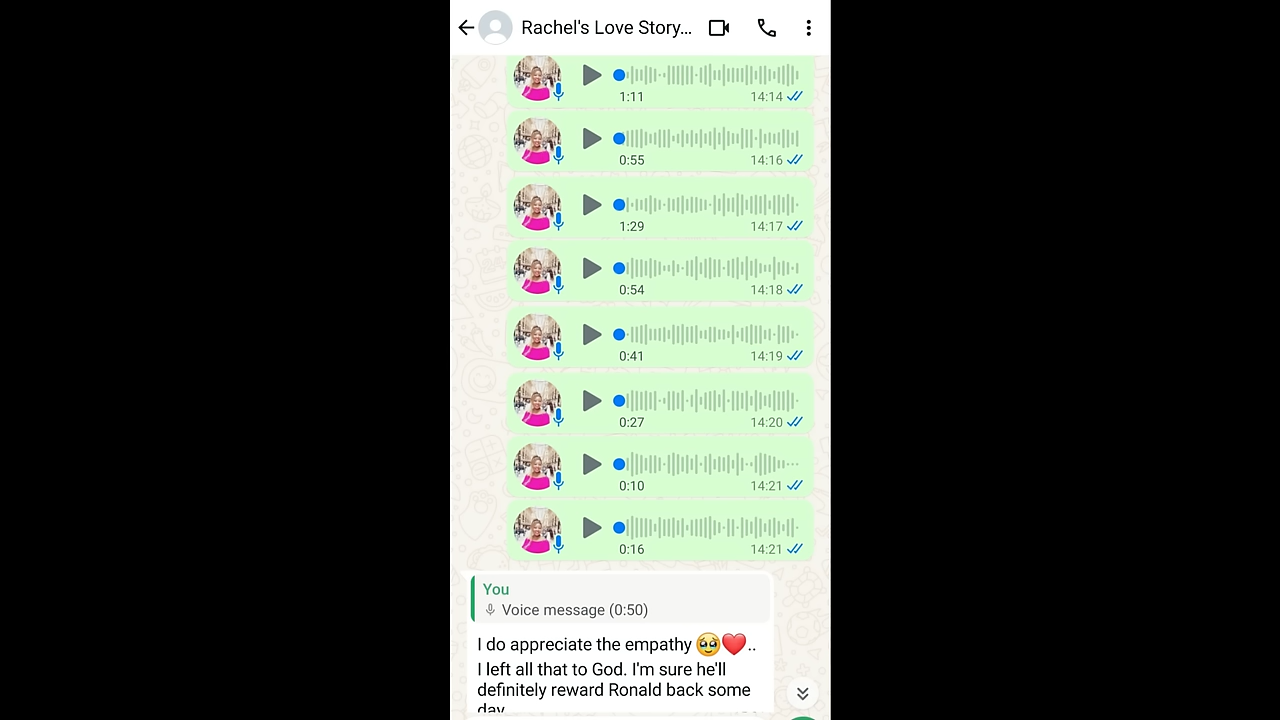 Rachel's Love Story...
1:11 14:14
0:55 14:16
1:29 14:17
0:54 14:18
0:41 14:19
0:27 14:20
0:10 14:21
0:16 14:21
You
Voice message (0:50)
I do appreciate the empathy 🥹❤️..
I left all that to God. I'm sure he'll
definitely reward Ronald back some
day